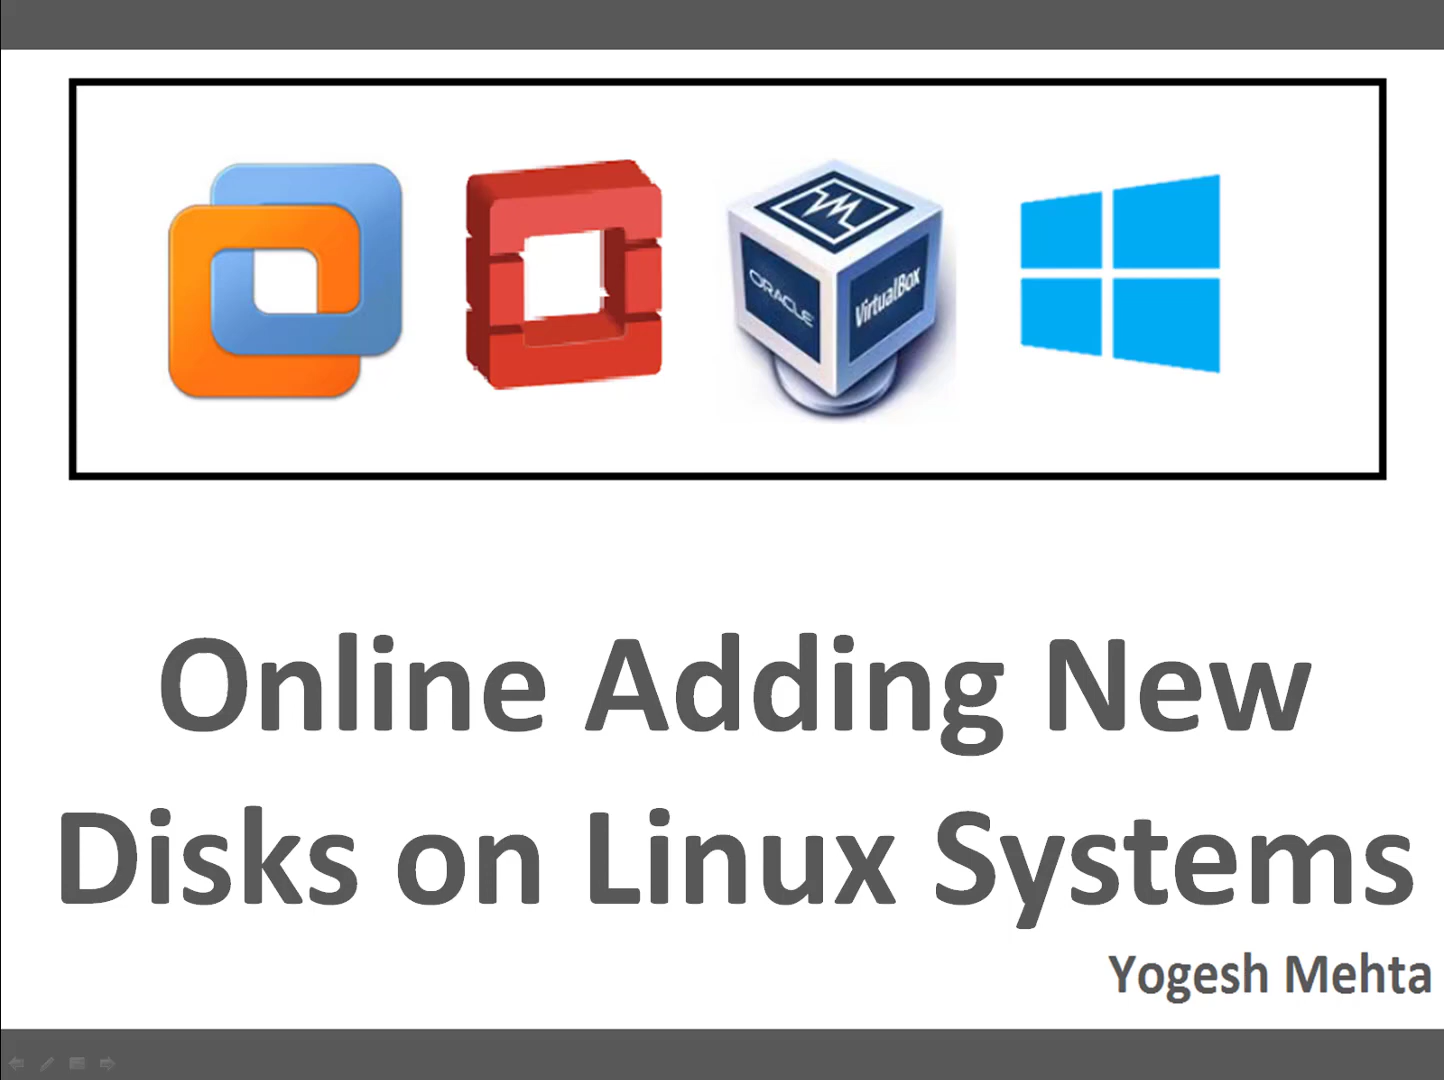 ORACLE
VirtualBox
Online Adding New
Disks on Linux Systems
Yogesh Mehta